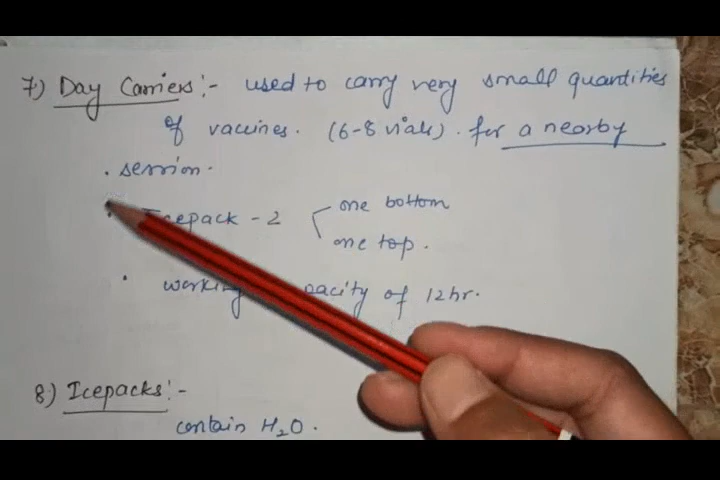 7) Day Carriers:- used to carry very small quantities
of vaccines. (6-8 vials). for a nearby
. session.
Icepack - 2
one bottom
one top.
. of 12hr.
8) Icepacks:-
contain H₂O.